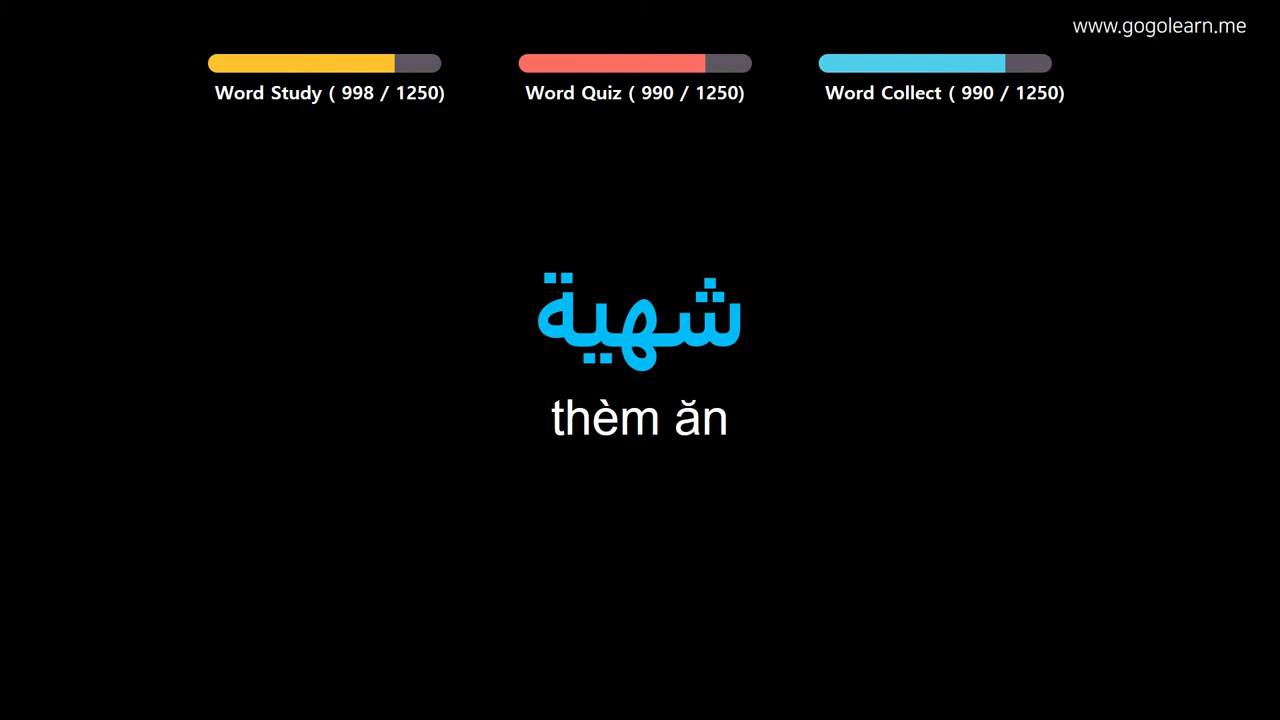 www.gogolearn.me
Word Study ( 998 / 1250)
Word Quiz ( 990 / 1250)
Word Collect ( 990 / 1250)
شهية
thèm ăn